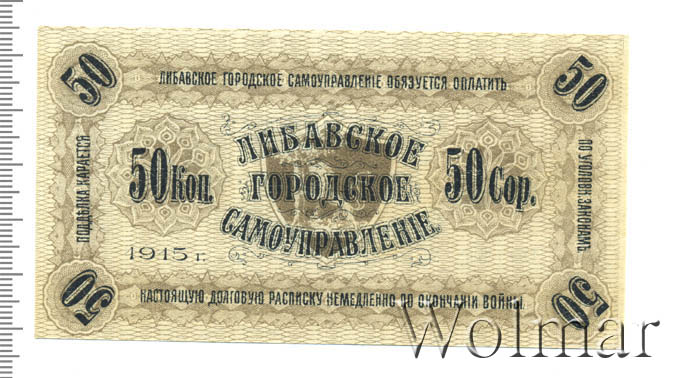 50
50
ЛИБАВСКОЕ ГОРОДСКОЕ САМОУПРАВЛЕНІЕ ОБЯЗУЕТСЯ ОПЛАТИТЬ
ПОДДѢЛКА КАРАЕТСЯ
ПО УГОЛОВН. ЗАКОНАМЪ
ЛИБАВСКОЕ
50 Коп.
ГОРОДСКОЕ
50 Cop.
САМОУПРАВЛЕНІЕ.
1915 г.
50
50
НАСТОЯЩУЮ ДОЛГОВУЮ РАСПИСКУ НЕМЕДЛЕННО ПО ОКОНЧАНІИ ВОЙНЫ.
Wolmar